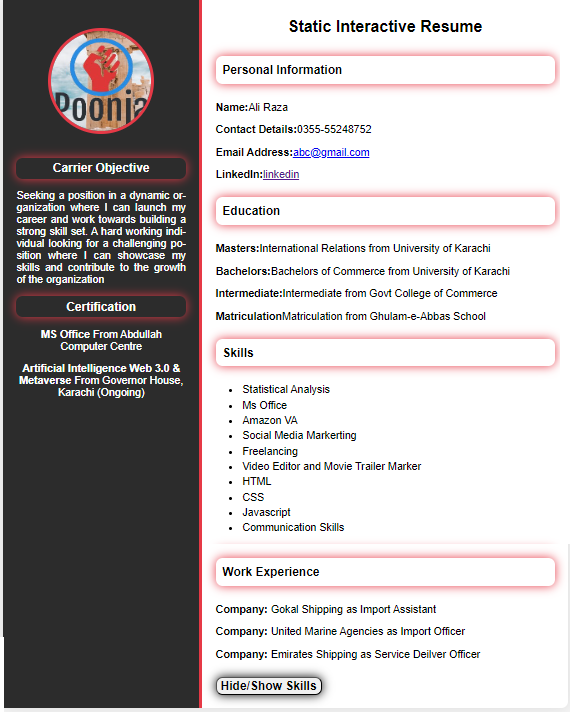 Poonja
Carrier Objective
Seeking a position in a dynamic or-
ganization where I can launch my
career and work towards building a
strong skill set. A hard working indi-
vidual looking for a challenging po-
sition where I can showcase my
skills and contribute to the growth
of the organization
Certification
MS Office From Abdullah
Computer Centre
Artificial Intelligence Web 3.0 &
Metaverse From Governor House,
Karachi (Ongoing)
Static Interactive Resume
Personal Information
Name:Ali Raza
Contact Details:0355-55248752
Email Address:abc@gmail.com
LinkedIn:linkedin
Education
Masters:International Relations from University of Karachi
Bachelors:Bachelors of Commerce from University of Karachi
Intermediate:Intermediate from Govt College of Commerce
MatriculationMatriculation from Ghulam-e-Abbas School
Skills
Statistical Analysis
Ms Office
Amazon VA
Social Media Markerting
Freelancing
Video Editor and Movie Trailer Marker
HTML
CSS
Javascript
Communication Skills
Work Experience
Company: Gokal Shipping as Import Assistant
Company: United Marine Agencies as Import Officer
Company: Emirates Shipping as Service Deilver Officer
Hide/Show Skills